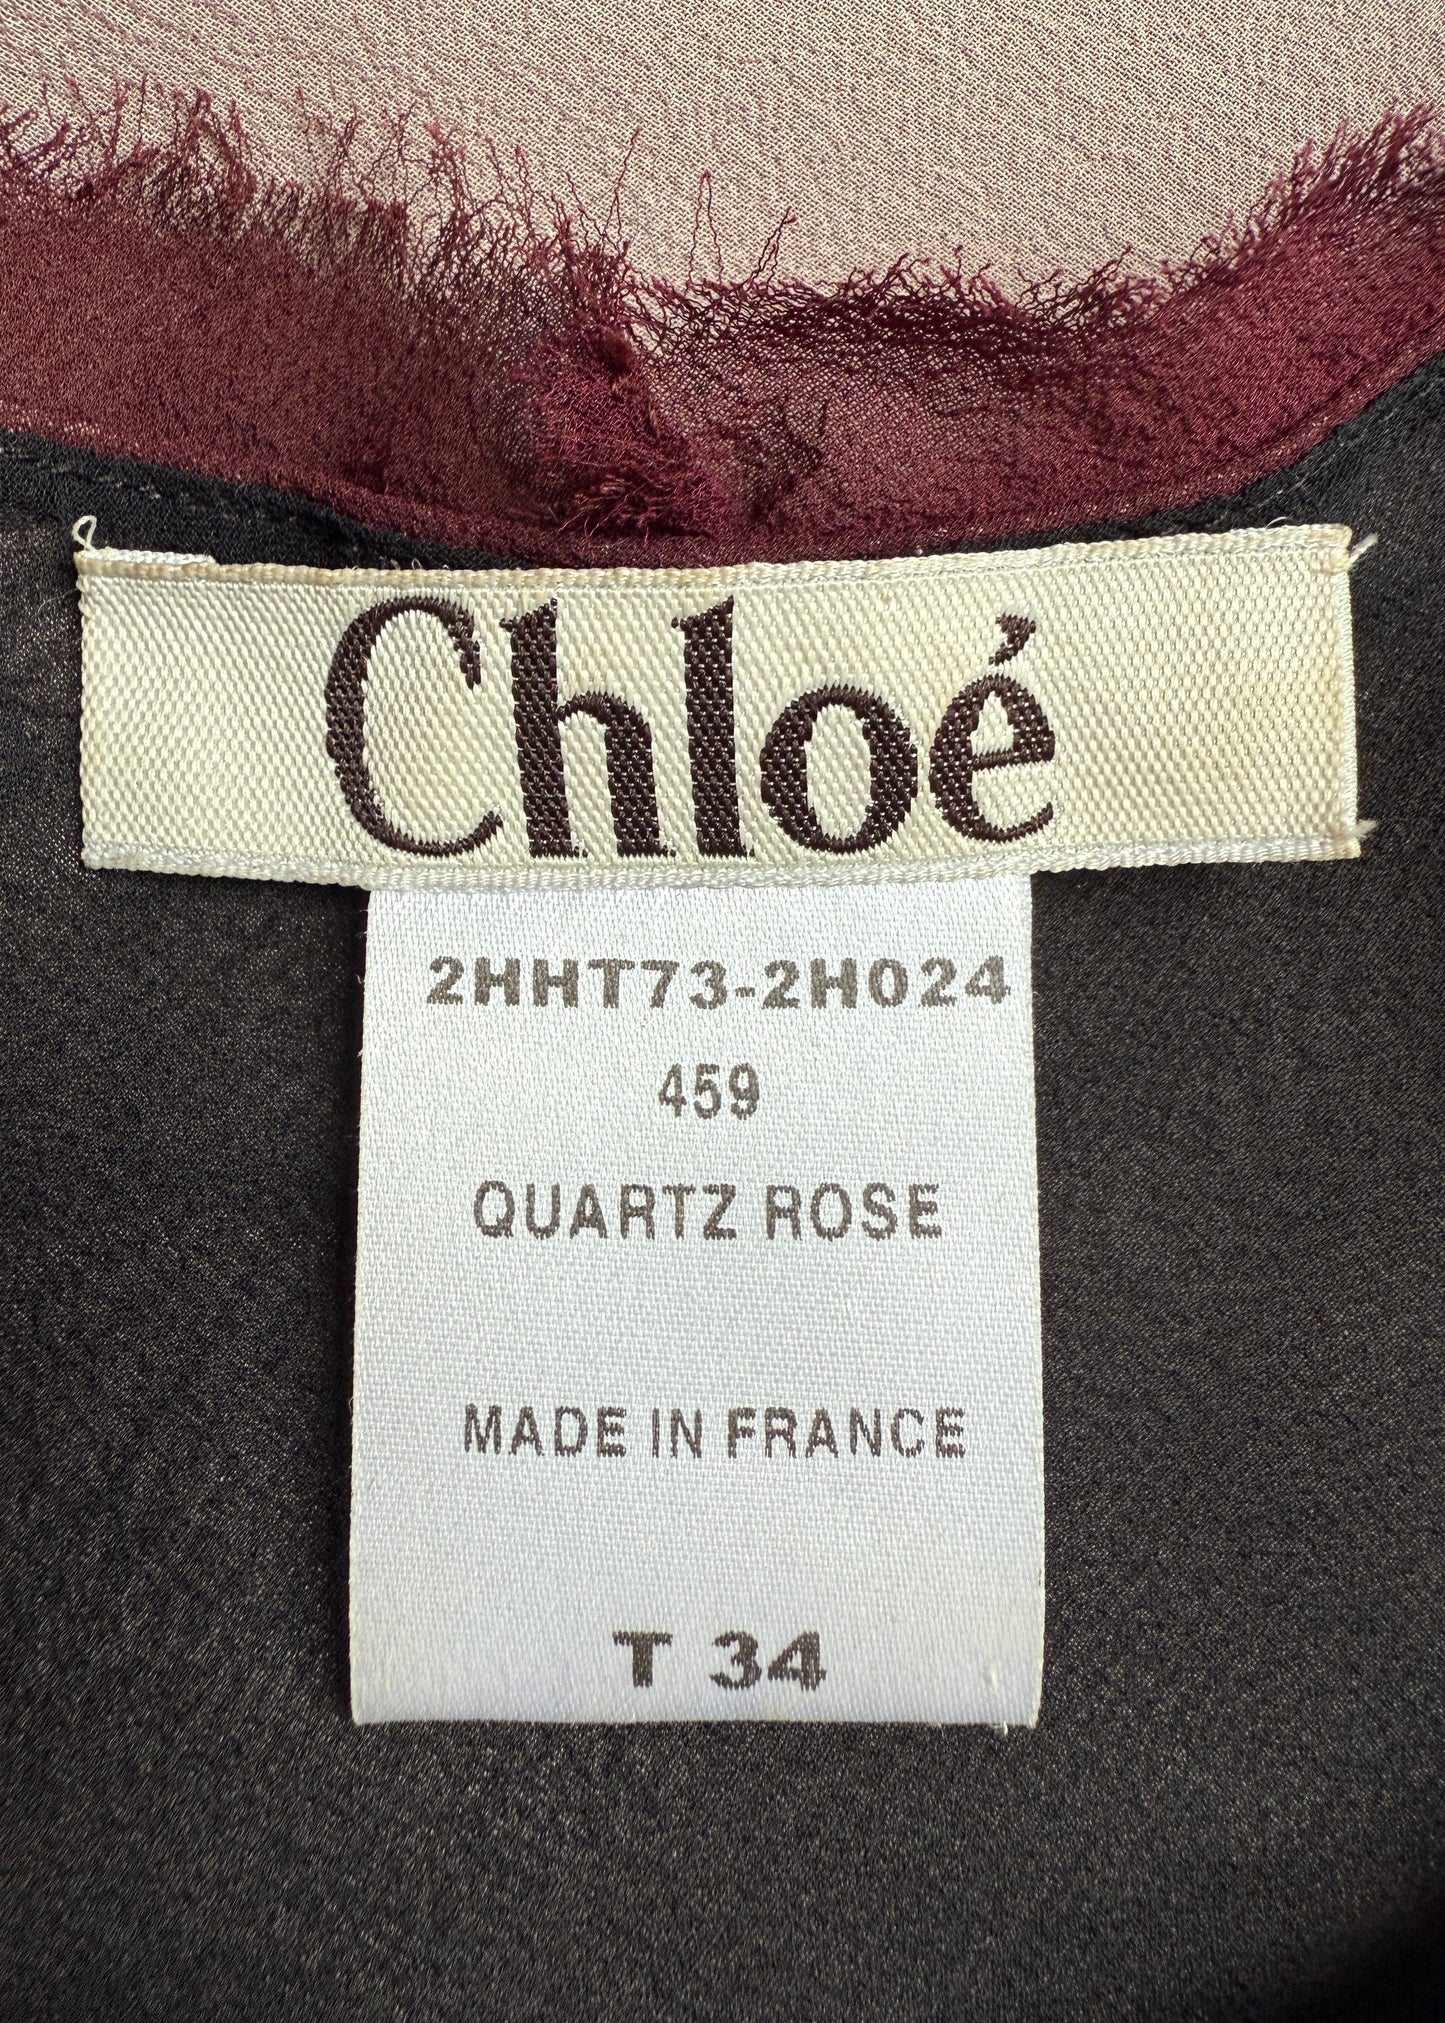 Chloé
2HHT73-2H024
459
QUARTZ ROSE
MADE IN FRANCE
T 34